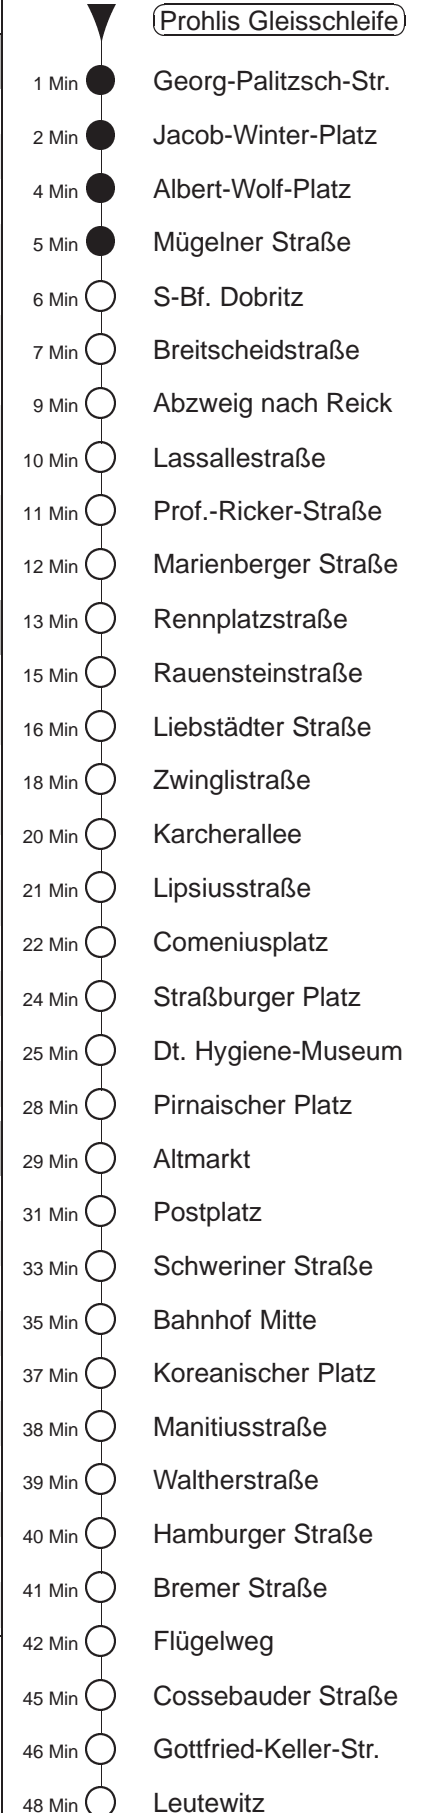 Prohlis Gleisschleife
1 Min Georg-Palitzsch-Str.
2 Min Jacob-Winter-Platz
4 Min Albert-Wolf-Platz
5 Min Mügelner Straße
6 Min S-Bf. Dobritz
7 Min Breitscheidstraße
9 Min Abzweig nach Reick
10 Min Lassallestraße
11 Min Prof.-Ricker-Straße
12 Min Marienberger Straße
13 Min Rennplatzstraße
15 Min Rauensteinstraße
16 Min Liebstädter Straße
18 Min Zwinglistraße
20 Min Karcherallee
21 Min Lipsiusstraße
22 Min Comeniusplatz
24 Min Straßburger Platz
25 Min Dt. Hygiene-Museum
28 Min Pirnaischer Platz
29 Min Altmarkt
31 Min Postplatz
33 Min Schweriner Straße
35 Min Bahnhof Mitte
37 Min Koreanischer Platz
38 Min Manitiusstraße
39 Min Waltherstraße
40 Min Hamburger Straße
41 Min Bremer Straße
42 Min Flügelweg
45 Min Cossebauder Straße
46 Min Gottfried-Keller-Str.
48 Min Leutewitz